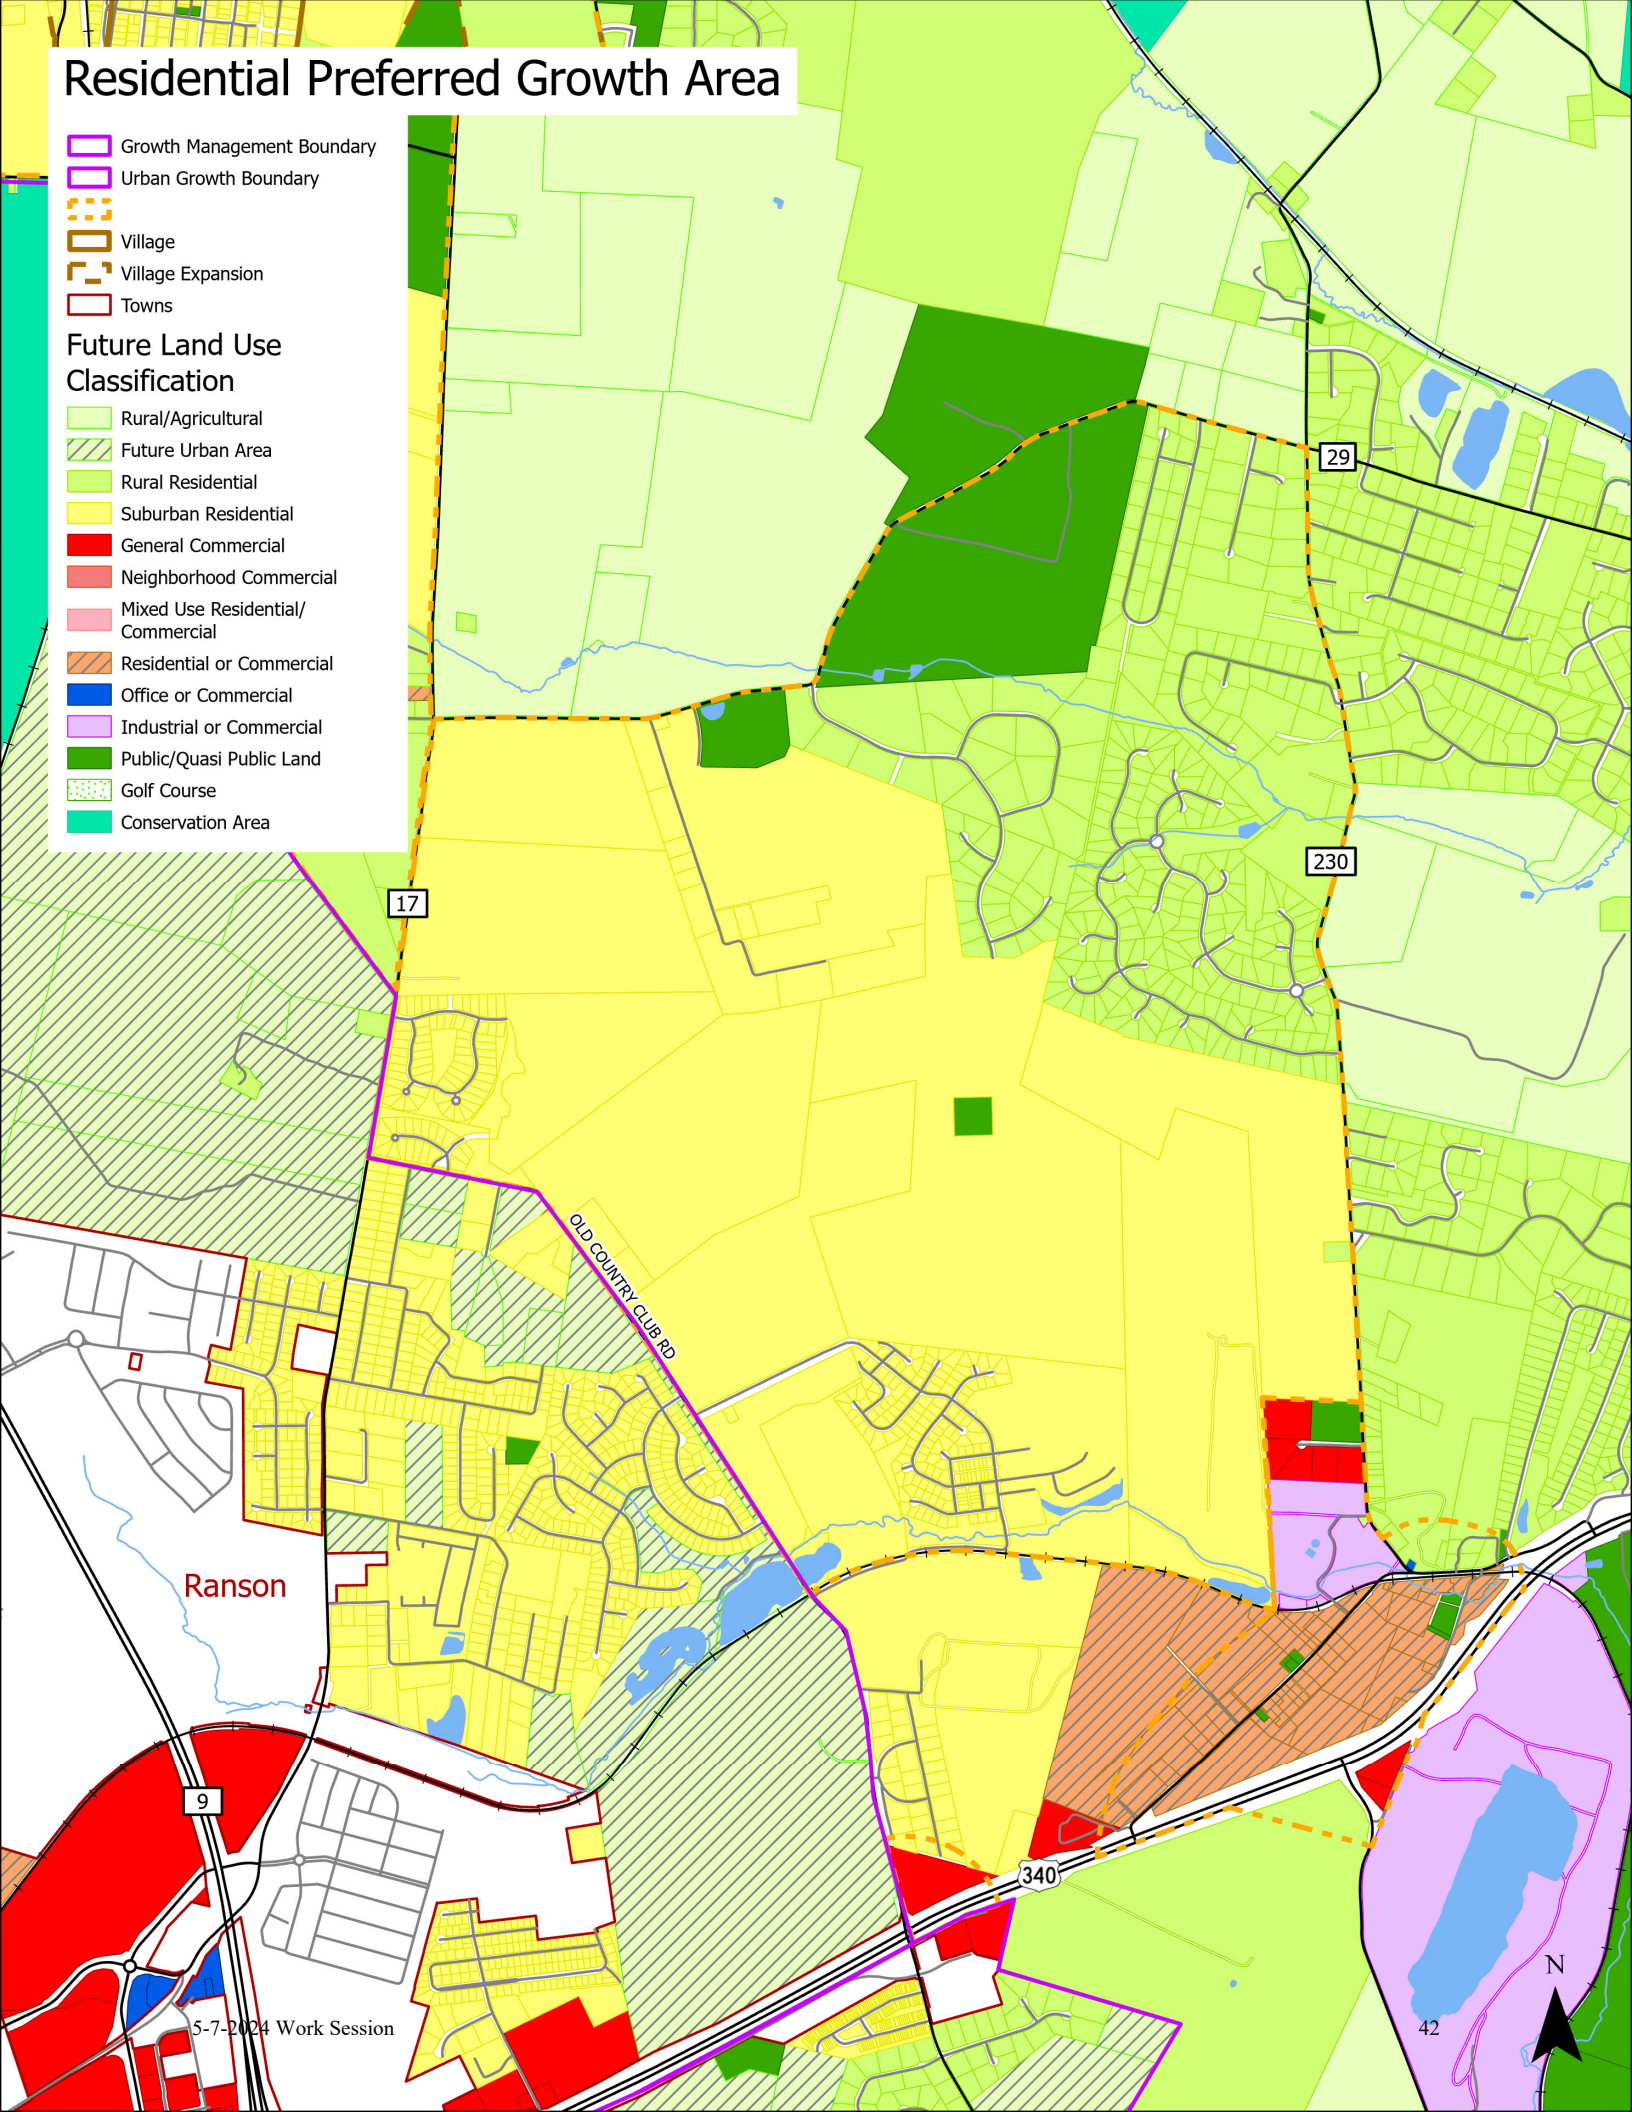 Residential Preferred Growth Area
Growth Management Boundary
Urban Growth Boundary
Village
Village Expansion
Towns
Future Land Use
Classification
Rural/Agricultural
Future Urban Area
Rural Residential
Suburban Residential
General Commercial
Neighborhood Commercial
Mixed Use Residential/
Commercial
Residential or Commercial
Office or Commercial
Industrial or Commercial
Public/Quasi Public Land
Golf Course
Conservation Area
29
230
17
OLD COUNTRY CLUB RD
Ranson
9
340
N
5-7-2024 Work Session
42